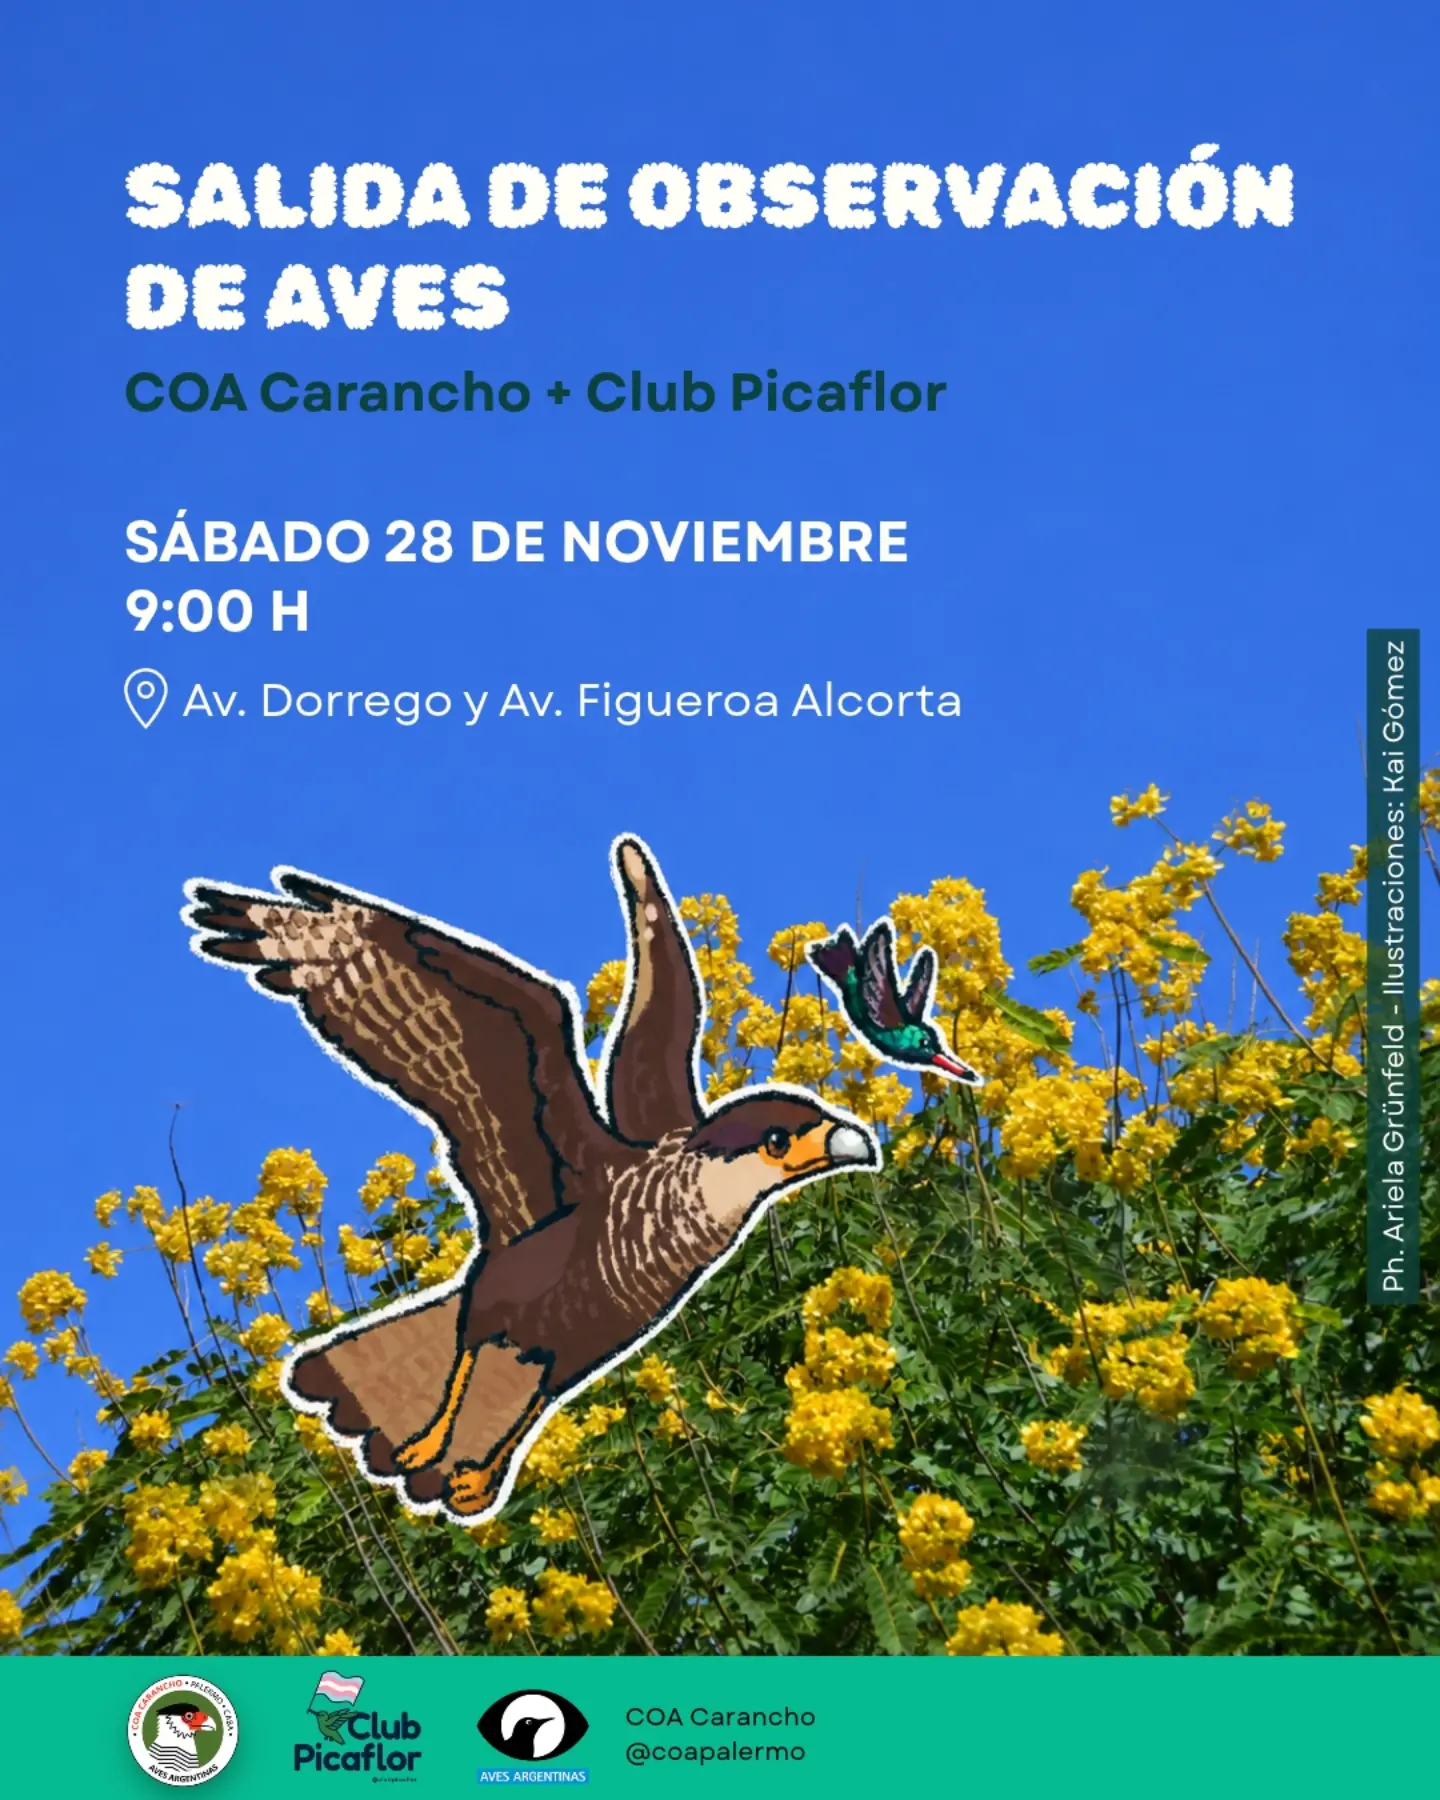 SALIDA DE OBSERVACIÓN
DE AVES
COA Carancho + Club Picaflor
SÁBADO 28 DE NOVIEMBRE
9:00 H
Av. Dorrego y Av. Figueroa Alcorta
Ph. Ariela Grünfeld - Ilustraciones: Kai Gómez
COA CARANCHO • PALERMO • CABA •
AVES ARGENTINAS
Club
Picaflor
AVES ARGENTINAS
COA Carancho
@coapalermo